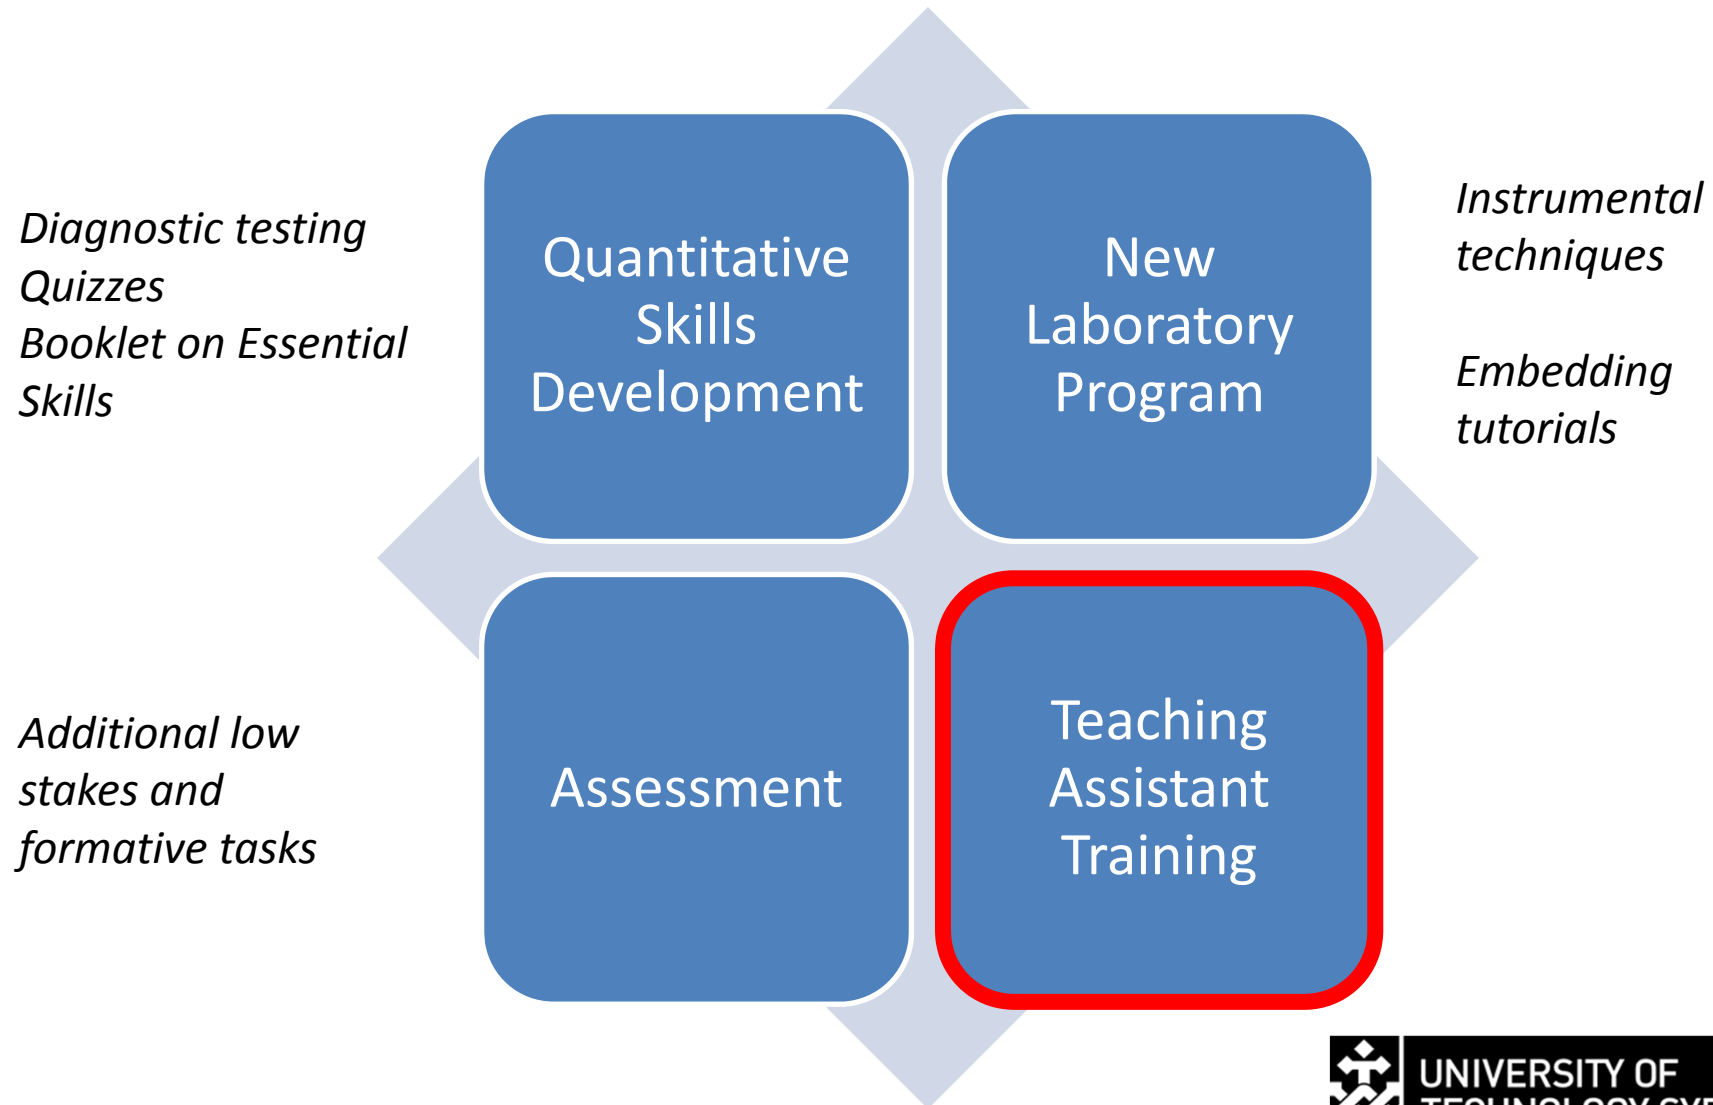 Diagnostic testing
Quizzes
Booklet on Essential
Skills
Quantitative
Skills
Development
New
Laboratory
Program
Instrumental
techniques
Embedding
tutorials
Additional low
stakes and
formative tasks
Assessment
Teaching
Assistant
Training
UNIVERSITY OF